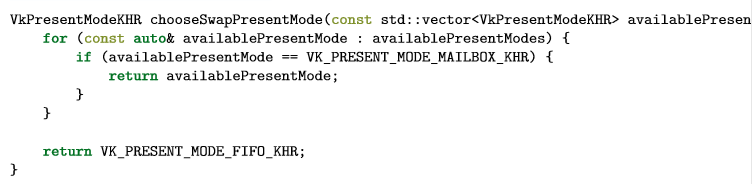 VkPresentModeKHR chooseSwapPresentMode(const std::vector<VkPresentModeKHR> availablePresen
for (const auto& availablePresentMode : availablePresentModes) {
if (availablePresentMode == VK_PRESENT_MODE_MAILBOX_KHR) {
return availablePresentMode;
}
}
return VK_PRESENT_MODE_FIFO_KHR;
}